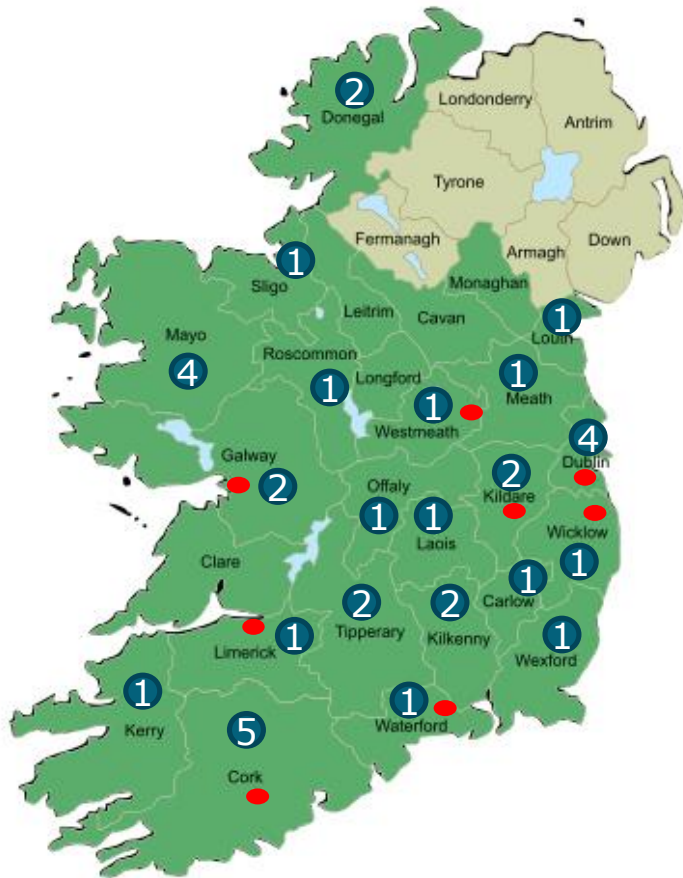 Londonderry
Antrim
2
Donegal
Tyrone
Fermanagh
Armagh
Down
1
Sligo
Monaghan
Leitrim
Cavan
1
Louth
Mayo
4
Roscommon
1
Longford
1
Meath
1
Westmeath
4
Dublin
Galway
2
2
Kildare
Offaly
1
1
Laois
Wicklow
1
Clare
1
Carlow
2
Tipperary
2
Kilkenny
1
Limerick
1
Wexford
1
Kerry
1
Waterford
5
Cork